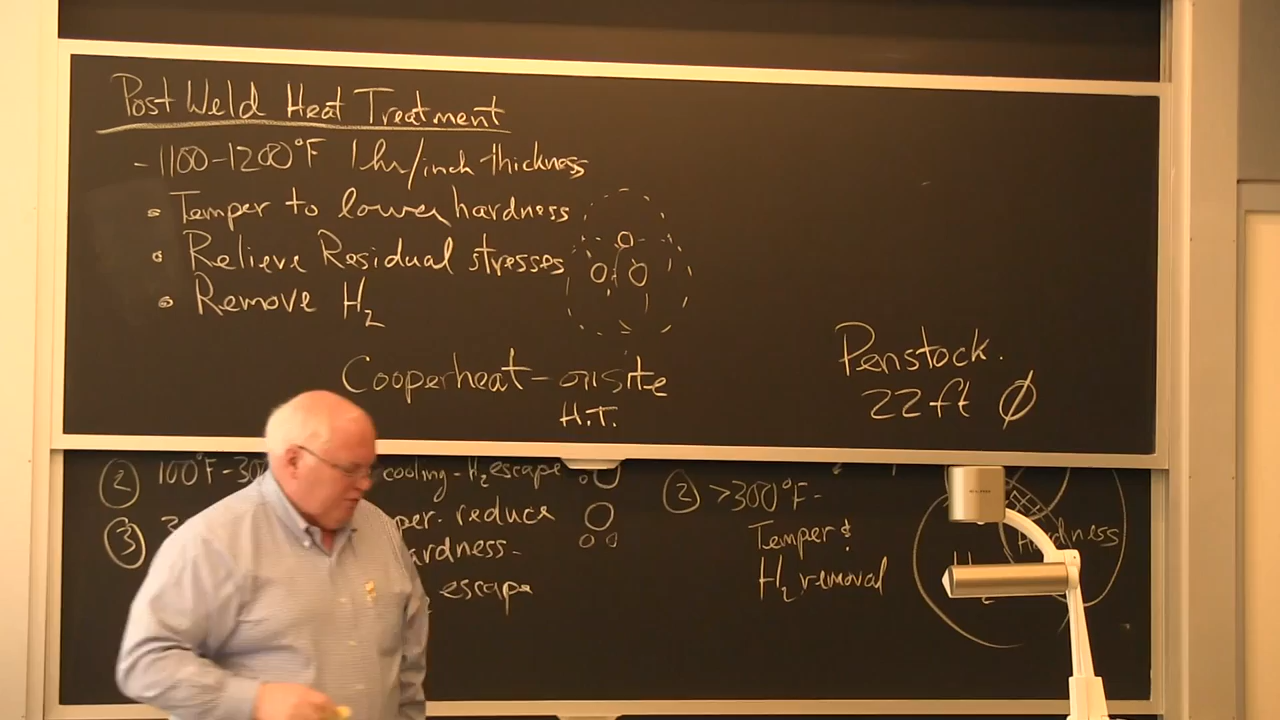 Post Weld Heat Treatment
- 1100-1200°F 1hr/inch thickness
Temper to lower hardness
Relieve Residual stresses
Remove H2
Cooperheat - onsite
H.T.
Penstock.
22ft Ø
② 100°F-30 cooling - H2 escape
③ 3 per. reduce
ardness -
escape
② >300°F -
Temper &
H2 removal
Hardness
H2